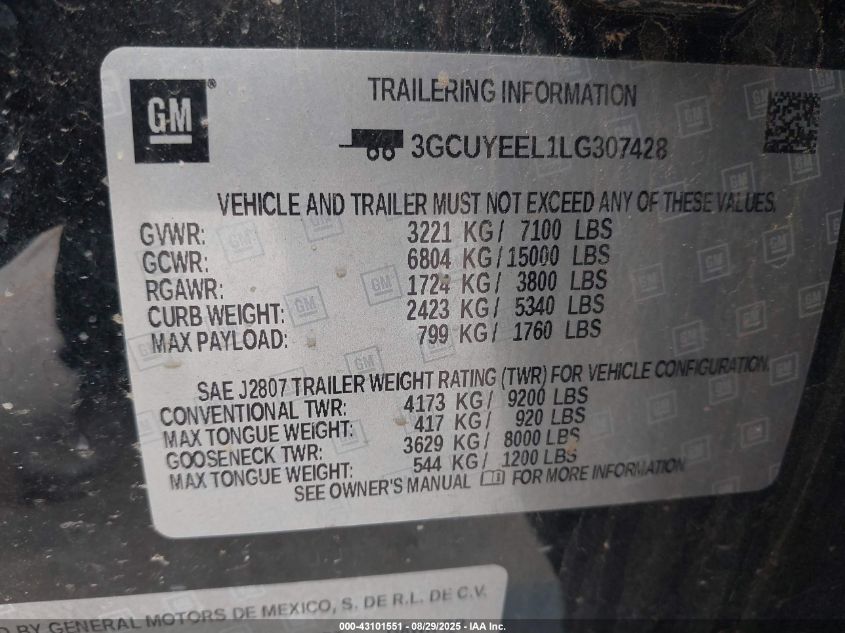 GM®
TRAILERING INFORMATION
3GCUYEEL1LG307428
VEHICLE AND TRAILER MUST NOT EXCEED ANY OF THESE VALUES.
GVWR: 3221 KG/ 7100 LBS
GCWR: 6804 KG/15000 LBS
RGAWR: 1724 KG/ 3800 LBS
CURB WEIGHT: 2423 KG/ 5340 LBS
MAX PAYLOAD: 799 KG/ 1760 LBS
SAE J2807 TRAILER WEIGHT RATING (TWR) FOR VEHICLE CONFIGURATION.
CONVENTIONAL TWR: 4173 KG/ 9200 LBS
MAX TONGUE WEIGHT: 417 KG/ 920 LBS
GOOSENECK TWR: 3629 KG/ 8000 LBS
MAX TONGUE WEIGHT: 544 KG/ 1200 LBS
SEE OWNER'S MANUAL FOR MORE INFORMATION
BY GENERAL MOTORS DE MEXICO, S. DE R.L. DE C.V.
000-43101551 - 08/29/2025 - IAA Inc.